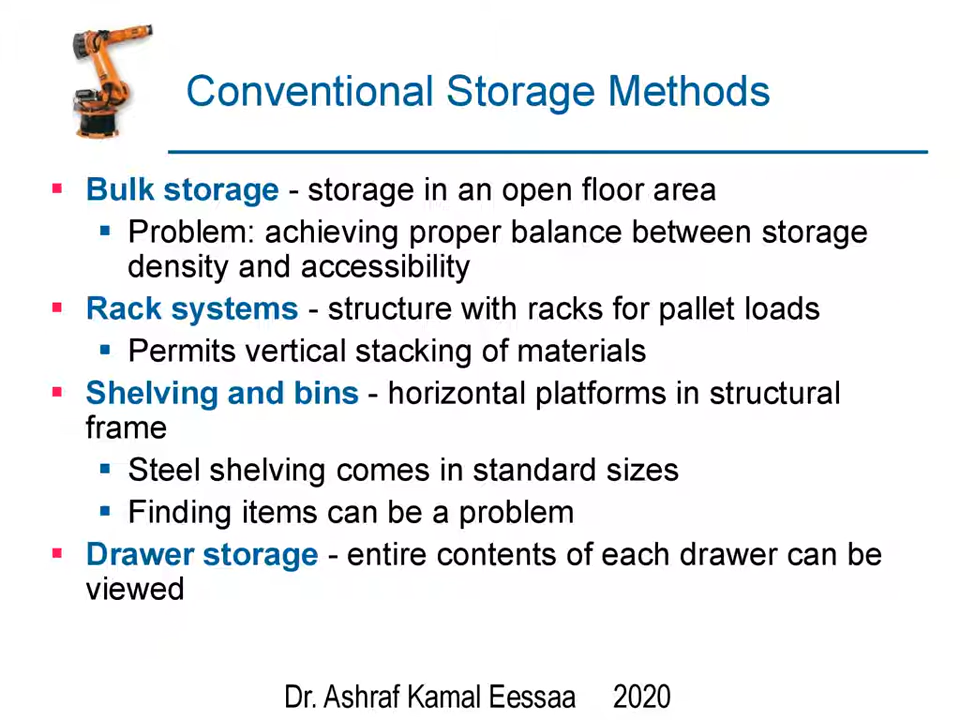 Conventional Storage Methods
▪ Bulk storage - storage in an open floor area
▪ Problem: achieving proper balance between storage
density and accessibility
▪ Rack systems - structure with racks for pallet loads
▪ Permits vertical stacking of materials
▪ Shelving and bins - horizontal platforms in structural
frame
▪ Steel shelving comes in standard sizes
▪ Finding items can be a problem
▪ Drawer storage - entire contents of each drawer can be
viewed
Dr. Ashraf Kamal Eessaa 2020